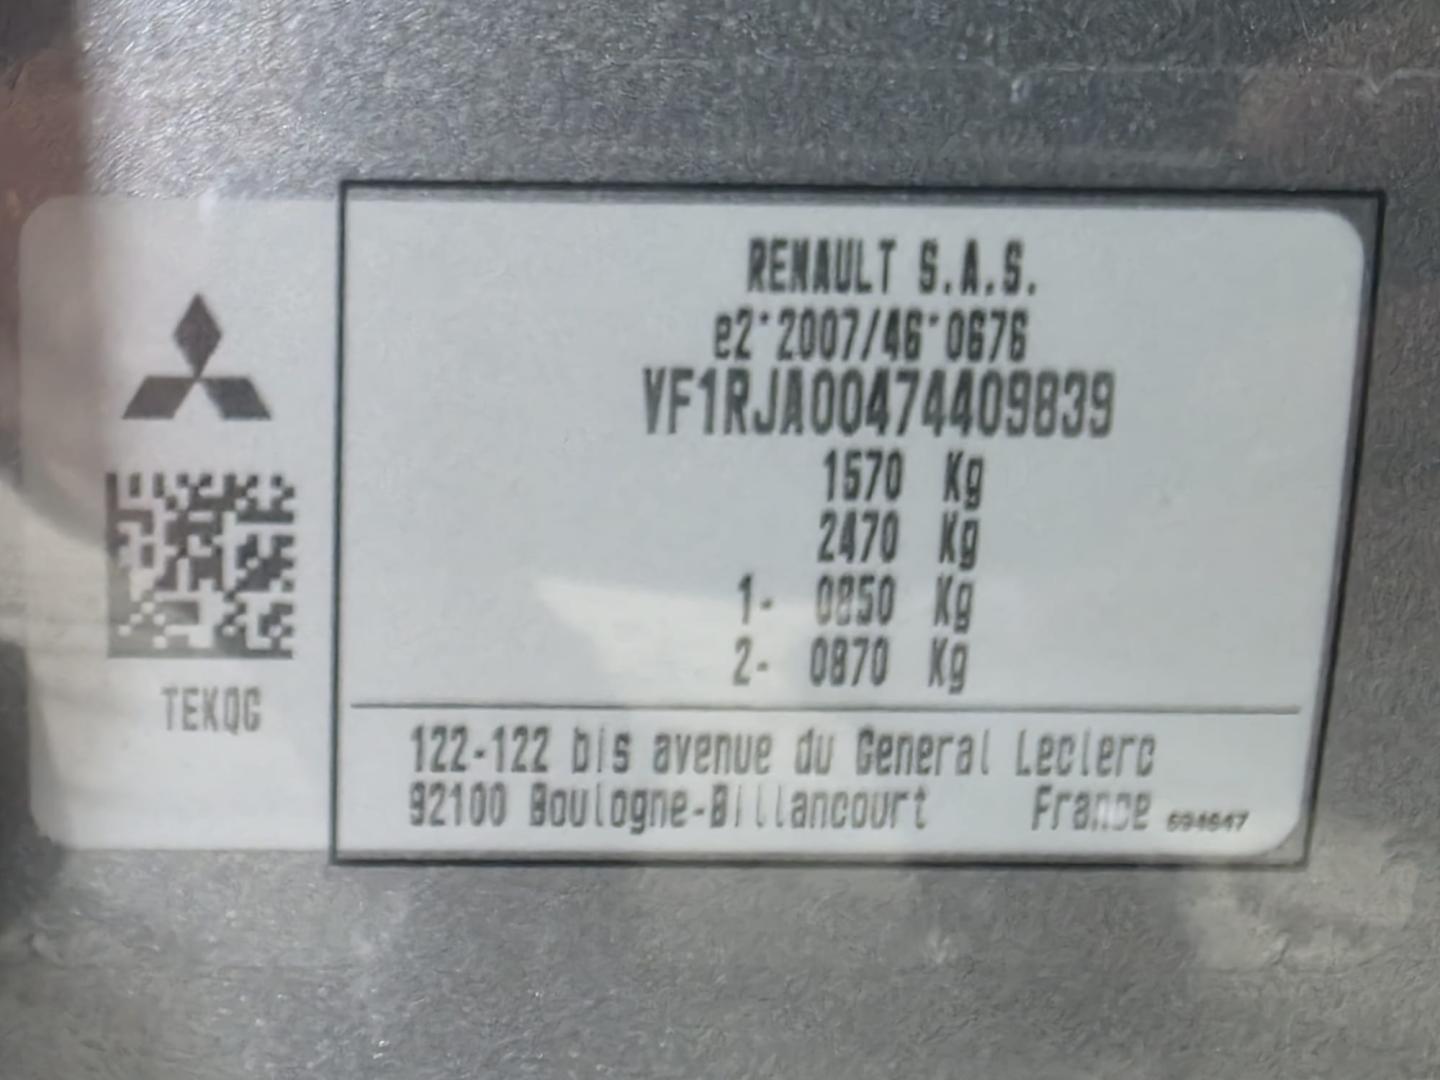 RENAULT S.A.S.
e2*2007/46*0676
VF1RJA00474409839
1570 Kg
2470 Kg
1- 0850 Kg
2- 0870 Kg
TEKQG
122-122 bis avenue du General Leclerc
92100 Boulogne-Billancourt France